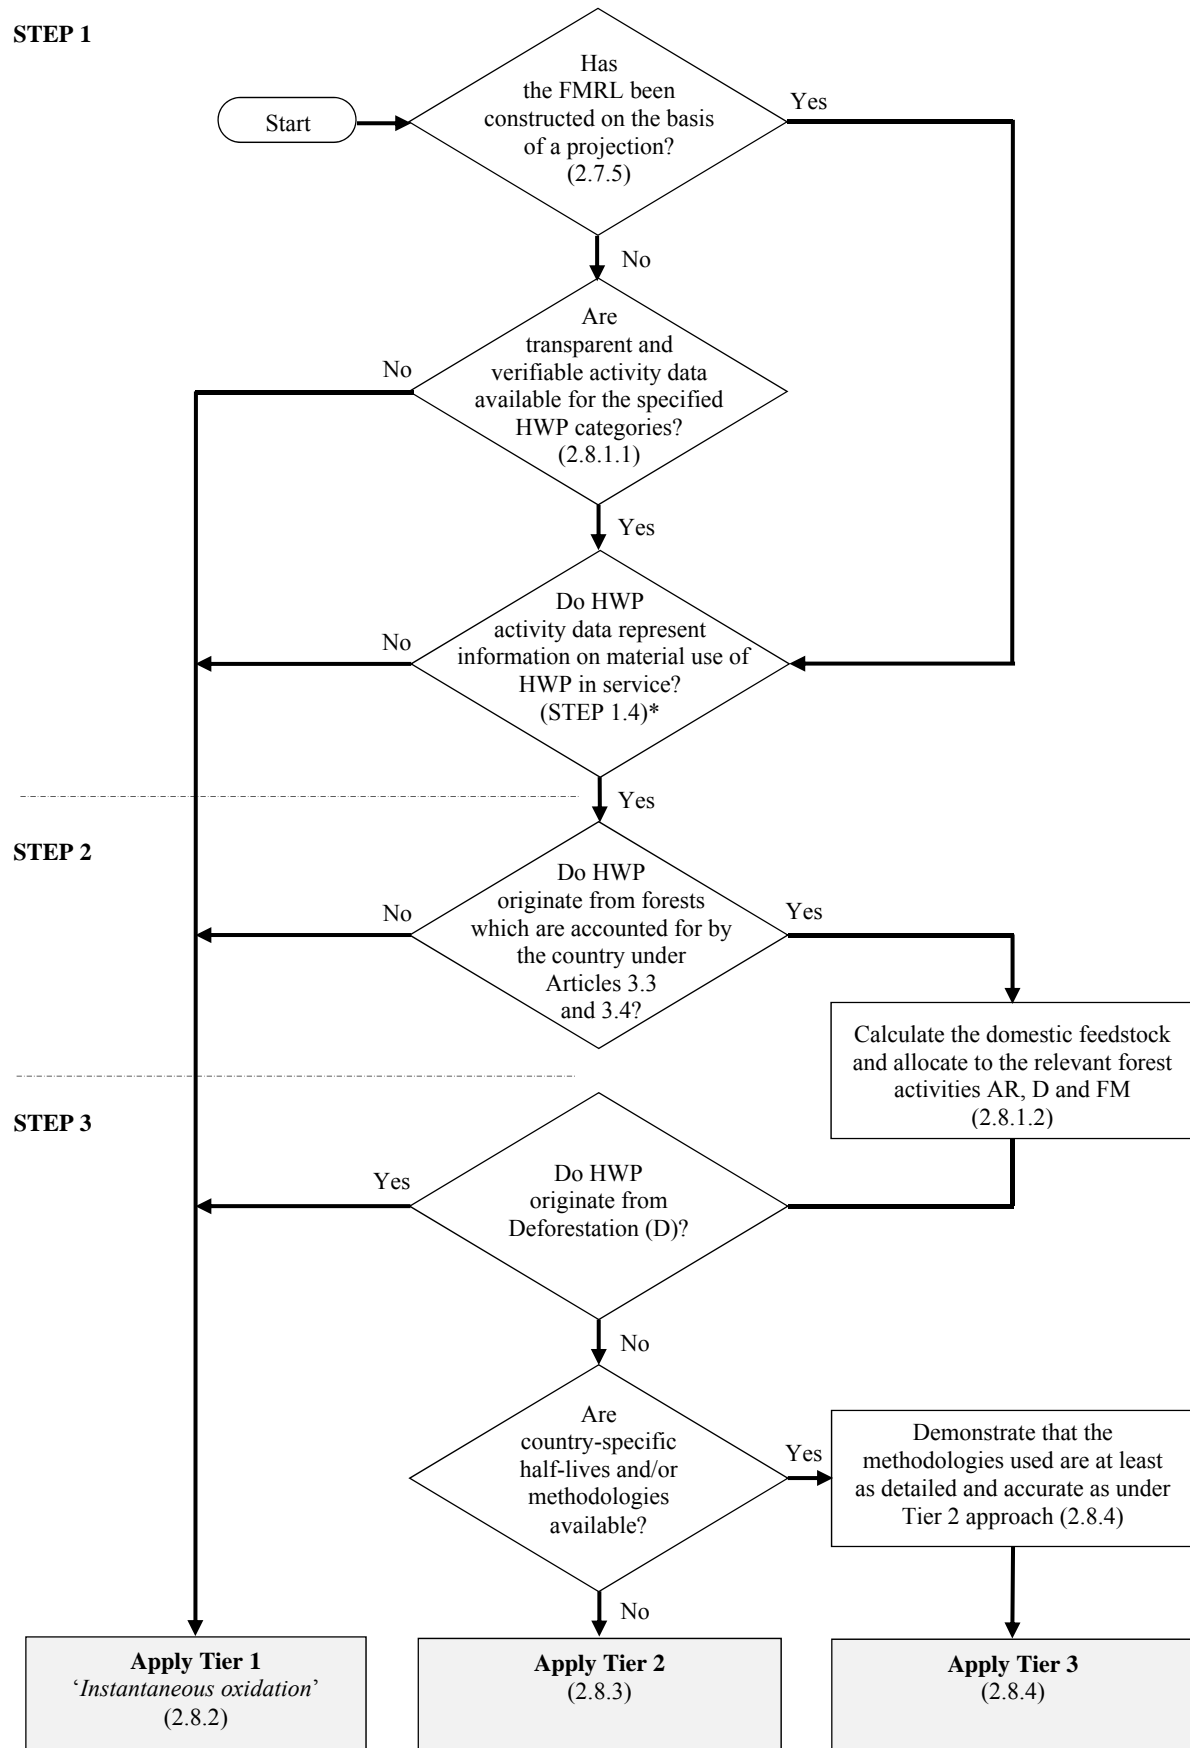 STEP 1
Start
Has
the FMRL been
constructed on the basis
of a projection?
(2.7.5)
Yes
No
Are
transparent and
verifiable activity data
available for the specified
HWP categories?
(2.8.1.1)
No
Yes
Do HWP
activity data represent
information on material use of
HWP in service?
(STEP 1.4)*
No
Yes
STEP 2
Do HWP
originate from forests
which are accounted for by
the country under
Articles 3.3
and 3.4?
No
Yes
Calculate the domestic feedstock
and allocate to the relevant forest
activities AR, D and FM
(2.8.1.2)
STEP 3
Do HWP
originate from
Deforestation (D)?
Yes
No
Are
country-specific
half-lives and/or
methodologies
available?
Yes
Demonstrate that the
methodologies used are at least
as detailed and accurate as under
Tier 2 approach (2.8.4)
No
Apply Tier 1
‘Instantaneous oxidation’
(2.8.2)
Apply Tier 2
(2.8.3)
Apply Tier 3
(2.8.4)